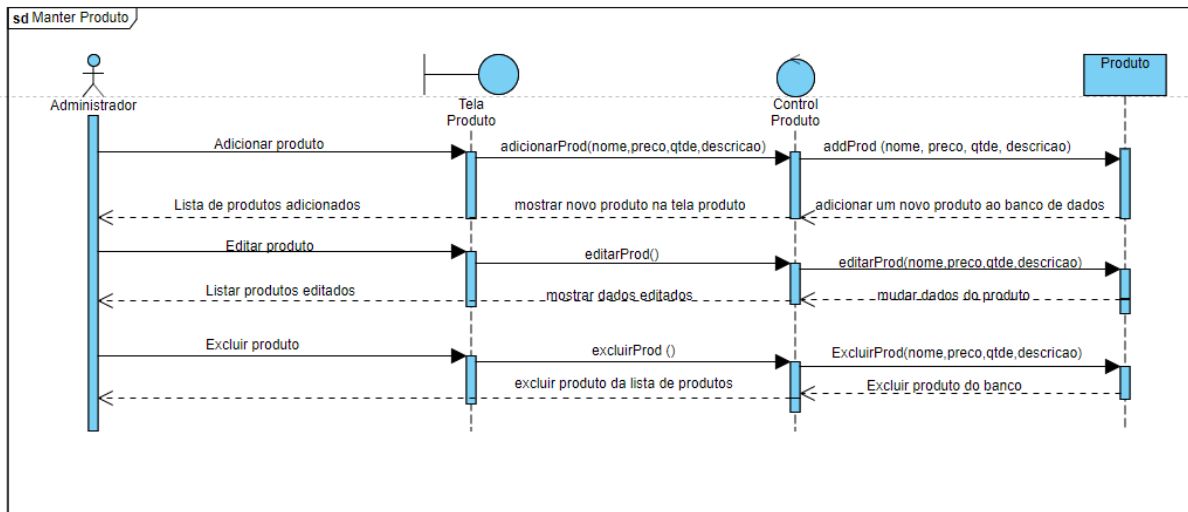 sd Manter Produto
Produto
Administrador
Tela
Produto
Control
Produto
Adicionar produto
adicionarProd(nome,preco,qtde,descricao)
addProd (nome, preco, qtde, descricao)
Lista de produtos adicionados
mostrar novo produto na tela produto
adicionar um novo produto ao banco de dados
Editar produto
editarProd()
editarProd(nome,preco,qtde,descricao)
Listar produtos editados
mostrar dados editados
mudar dados do produto
Excluir produto
excluirProd ()
ExcluirProd(nome,preco,qtde,descricao)
excluir produto da lista de produtos
Excluir produto do banco